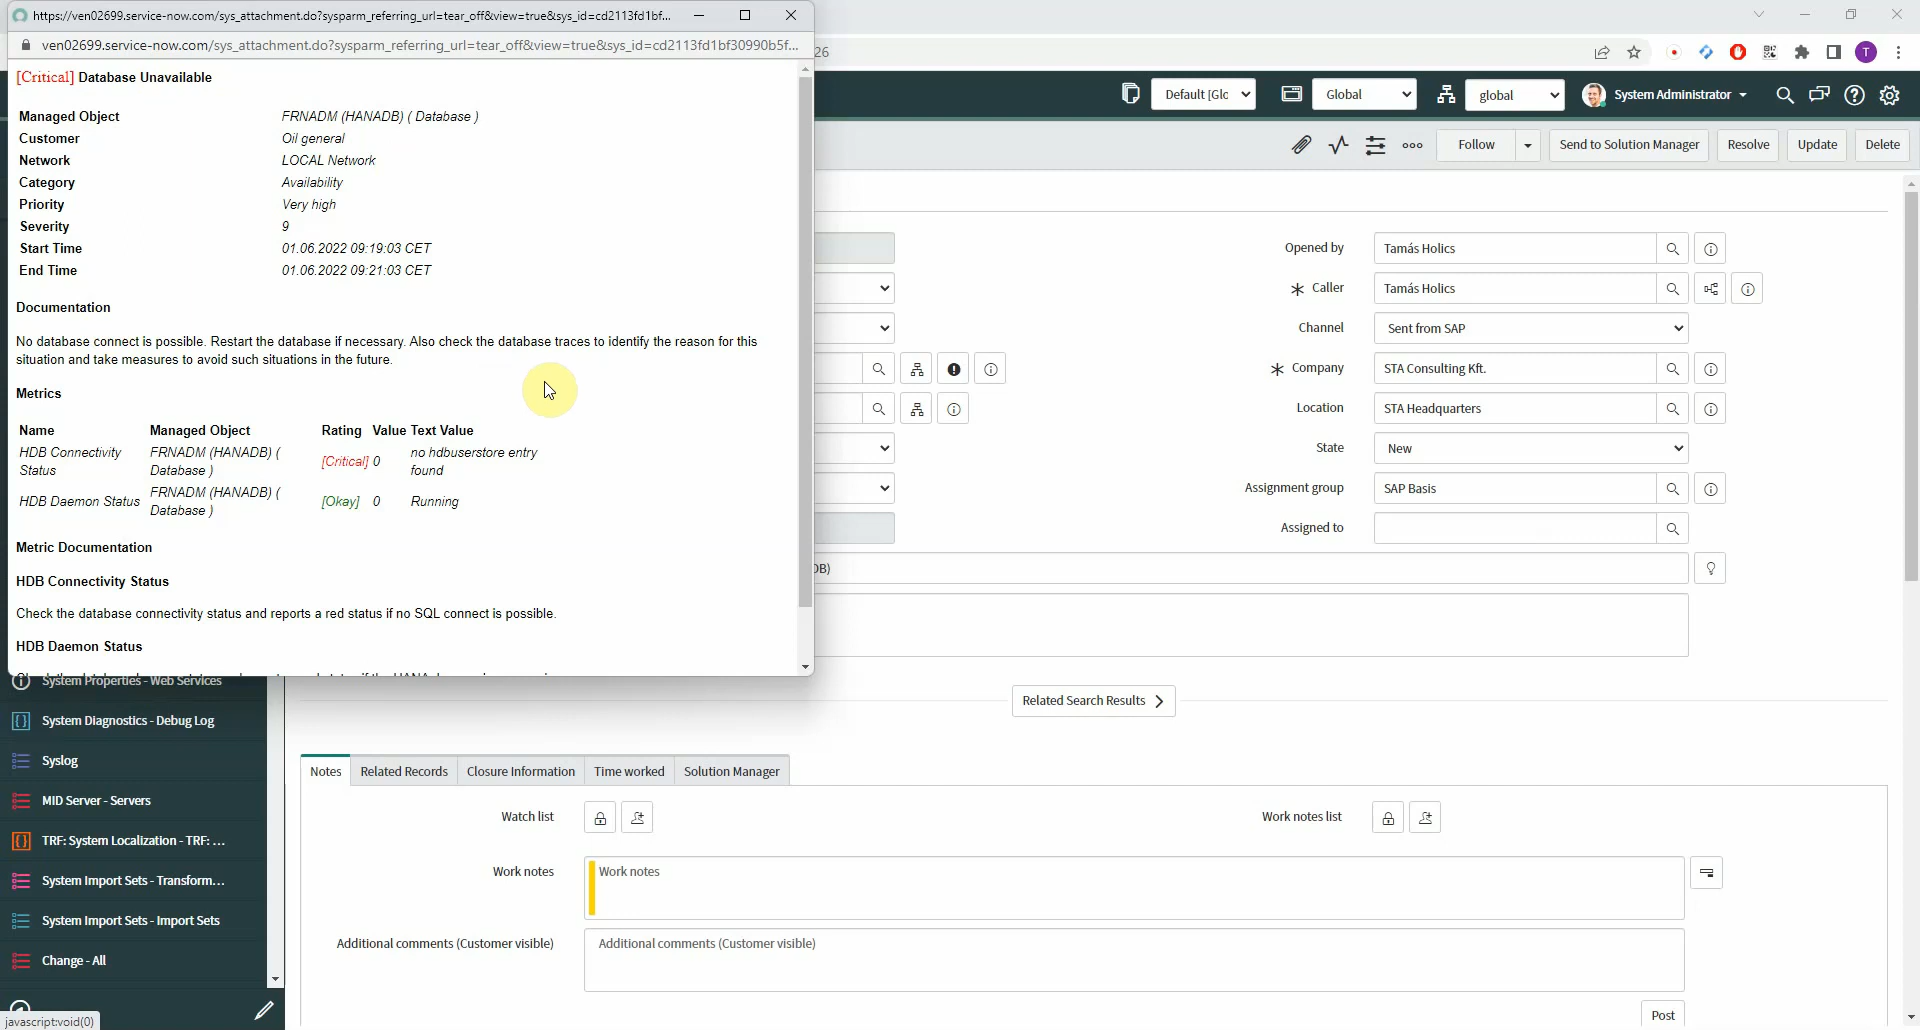 https://ven02699.service-now.com/sys_attachment.do?sysparm_referring_url=tear_off&view=true&sys_id=cd2113fd1bf...
ven02699.service-now.com/sys_attachment.do?sysparm_referring_url=tear_off&view=true&sys_id=cd2113fd1bf30990b5f...
26
T
[Critical] Database Unavailable
Default [Glc
Global
global
System Administrator
Managed Object FRNADM (HANADB) ( Database )
Customer Oil general
Network LOCAL Network
Category Availability
Priority Very high
Severity 9
Start Time 01.06.2022 09:19:03 CET
End Time 01.06.2022 09:21:03 CET
Follow
Send to Solution Manager
Resolve
Update
Delete
Documentation
No database connect is possible. Restart the database if necessary. Also check the database traces to identify the reason for this
situation and take measures to avoid such situations in the future.
Metrics
Name Managed Object Rating Value Text Value
HDB Connectivity Status FRNADM (HANADB) ( Database ) [Critical] 0 no hdbuserstore entry found
HDB Daemon Status FRNADM (HANADB) ( Database ) [Okay] 0 Running
Metric Documentation
HDB Connectivity Status
Check the database connectivity status and reports a red status if no SQL connect is possible.
HDB Daemon Status
Opened by Tamás Holics
Caller Tamás Holics
Channel Sent from SAP
Company STA Consulting Kft.
Location STA Headquarters
State New
Assignment group SAP Basis
Assigned to
DB)
Related Search Results
System Properties - Web Services
System Diagnostics - Debug Log
Syslog
MID Server - Servers
TRF: System Localization - TRF: ...
System Import Sets - Transform...
System Import Sets - Import Sets
Change - All
javascript:void(0)
Notes
Related Records
Closure Information
Time worked
Solution Manager
Watch list
Work notes list
Work notes Work notes
Additional comments (Customer visible) Additional comments (Customer visible)
Post